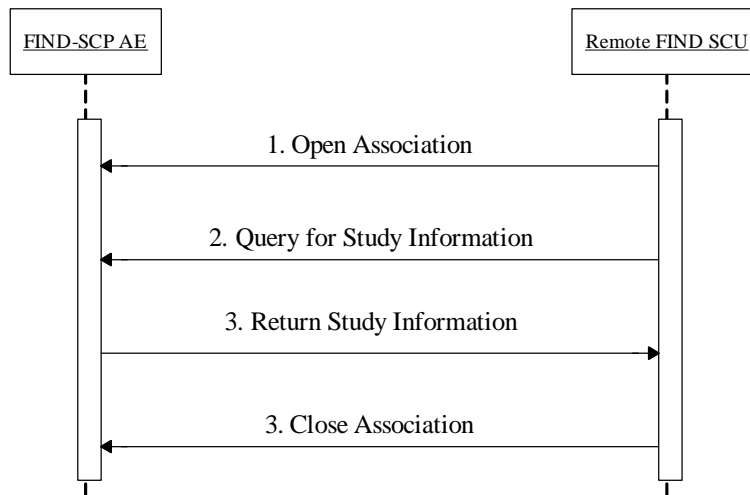 FIND-SCP AE
Remote FIND SCU
1. Open Association
2. Query for Study Information
3. Return Study Information
3. Close Association